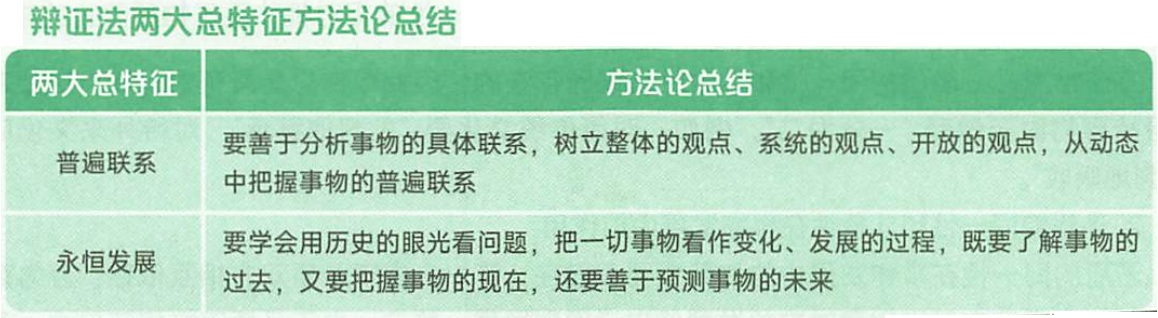 辩证法两大总特征方法论总结
两大总特征
方法论总结
普遍联系
要善于分析事物的具体联系，树立整体的观点、系统的观点、开放的观点，从动态
中把握事物的普遍联系
永恒发展
要学会用历史的眼光看问题，把一切事物看作变化、发展的过程，既要了解事物的
过去，又要把握事物的现在，还要善于预测事物的未来